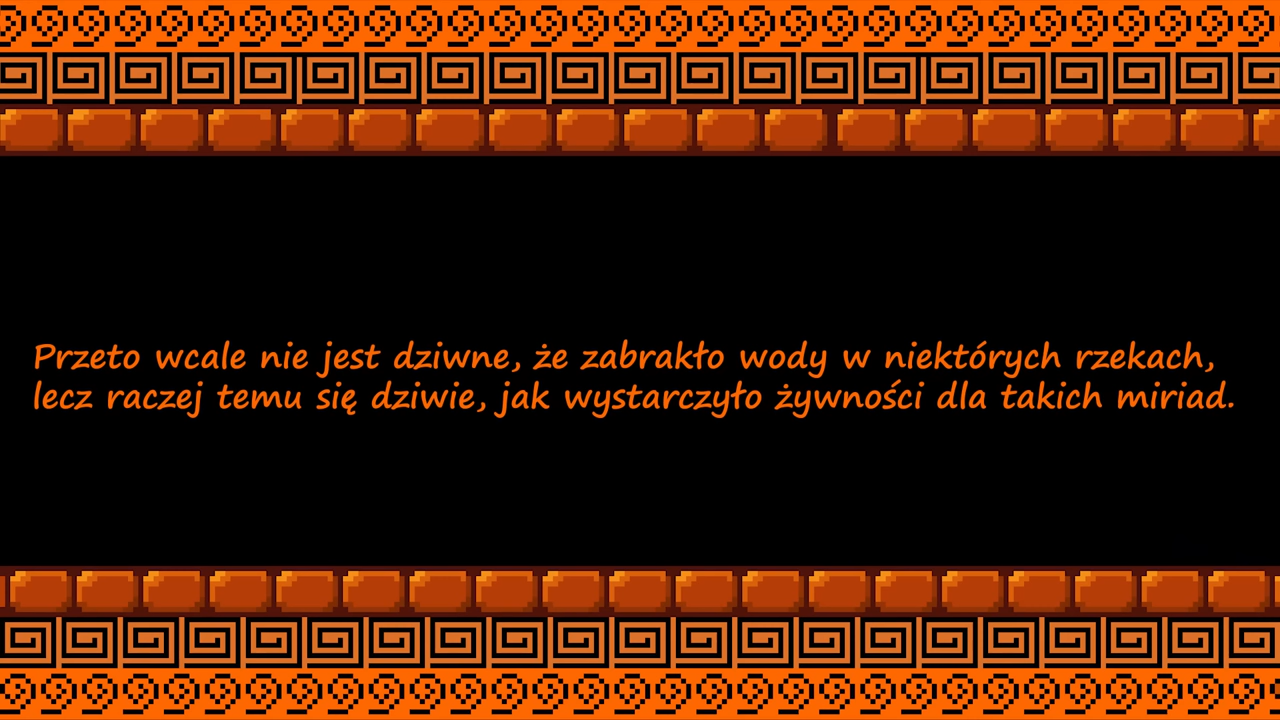 Przeto wcale nie jest dziwne, że zabrakło wody w niektórych rzekach,
lecz raczej temu się dziwie, jak wystarczyło żywności dla takich miriad.